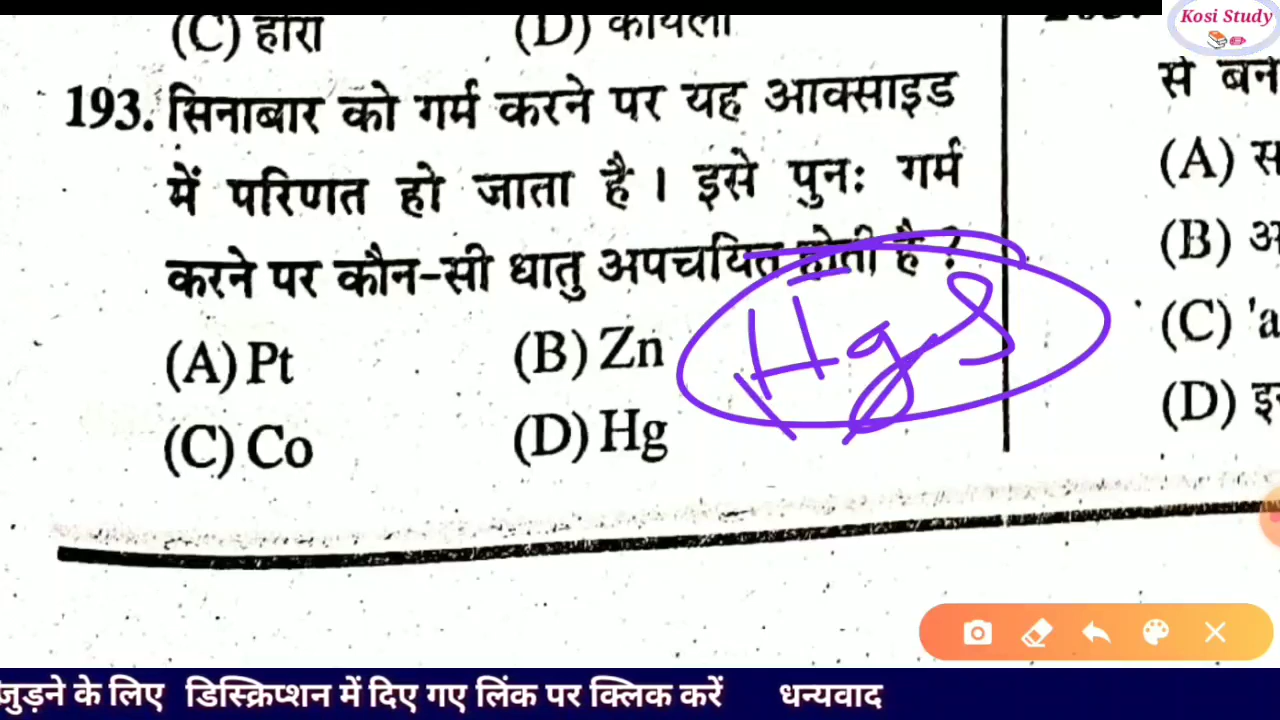 (C) हीरा (D) कोयला
193. सिनाबार को गर्म करने पर यह आक्साइड
में परिणत हो जाता है । इसे पुनः गर्म
करने पर कौन-सी धातु अपचयित होती है ?
(A) Pt (B) Zn
(C) Co (D) Hg
HgS
से बन
(A) स
(B) अ
(C) 'a
(D) इ
Kosi Study
जुड़ने के लिए डिस्क्रिप्शन में दिए गए लिंक पर क्लिक करें धन्यवाद